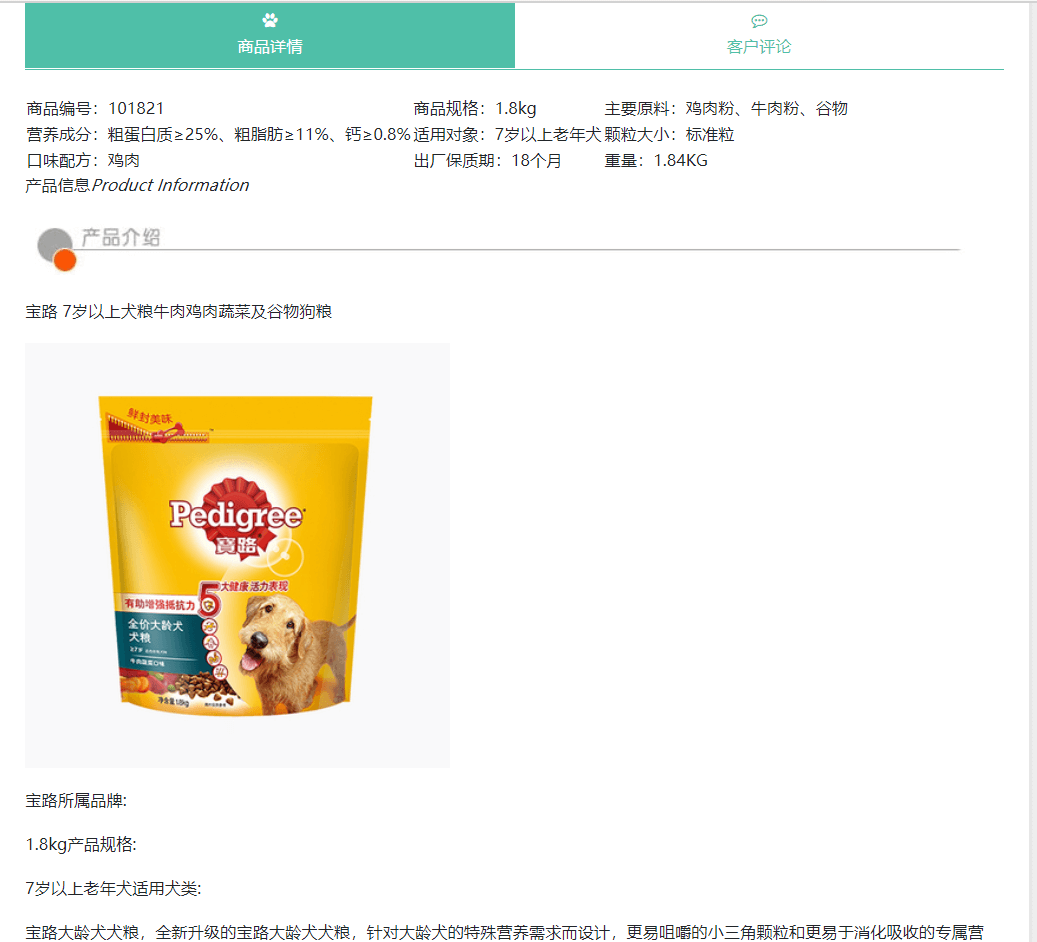 商品详情
客户评论
商品编号：101821 商品规格：1.8kg 主要原料：鸡肉粉、牛肉粉、谷物
营养成分：粗蛋白质≥25%、粗脂肪≥11%、钙≥0.8% 适用对象：7岁以上老年犬 颗粒大小：标准粒
口味配方：鸡肉 出厂保质期：18个月 重量：1.84KG
产品信息Product Information
产品介绍
宝路 7岁以上犬粮牛肉鸡肉蔬菜及谷物狗粮
鲜封美味
Pedigree
寶路
5大健康 活力表现
有助增强抵抗力
全价大龄犬
犬粮
≥7岁
牛肉蔬菜口味
净含量1.8kg
宝路所属品牌:
1.8kg产品规格:
7岁以上老年犬适用犬类:
宝路大龄犬犬粮，全新升级的宝路大龄犬犬粮，针对大龄犬的特殊营养需求而设计，更易咀嚼的小三角颗粒和更易于消化吸收的专属营